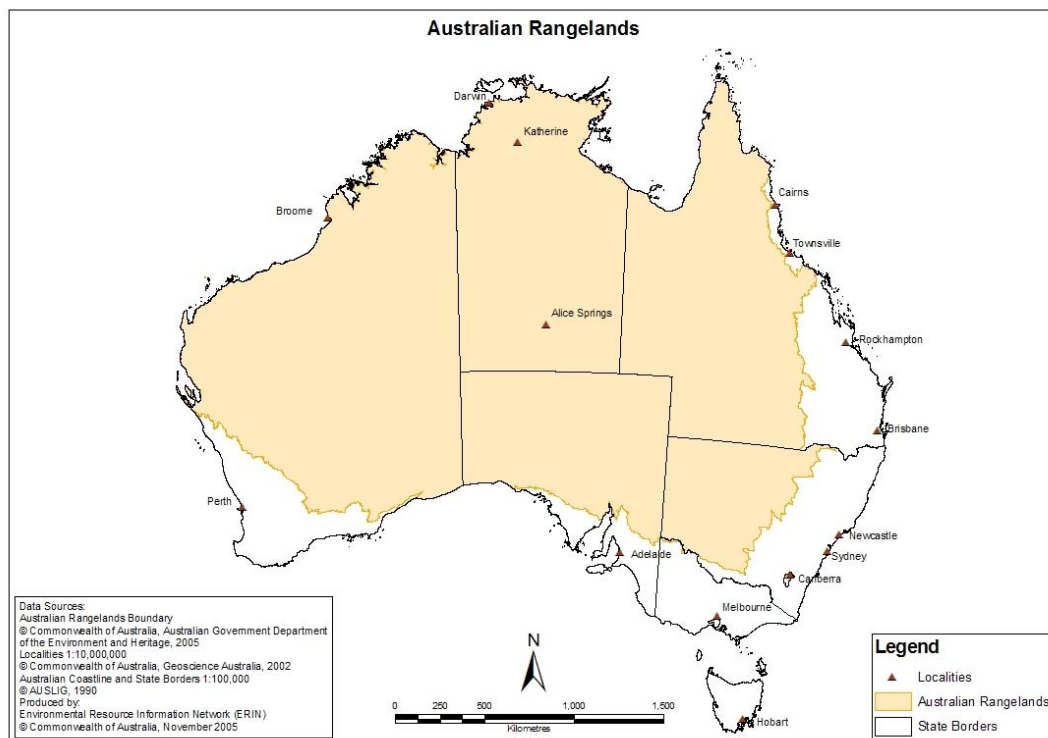 Australian Rangelands
Darwin
Katherine
Broome
Cairns
Townsville
Alice Springs
Rockhampton
Brisbane
Perth
Newcastle
Sydney
Adelaide
Canberra
Melbourne
Hobart
Data Sources:
Australian Rangelands Boundary
© Commonwealth of Australia, Australian Government Department
of the Environment and Heritage, 2005
Localities 1:10,000,000
© Commonwealth of Australia, Geoscience Australia, 2002
Australian Coastline and State Borders 1:100,000
© AUSLIG, 1990
Produced by:
Environmental Resource Information Network (ERIN)
© Commonwealth of Australia, November 2005
N
0 250 500 1,000 1,500
Kilometres
Legend
Localities
Australian Rangelands
State Borders